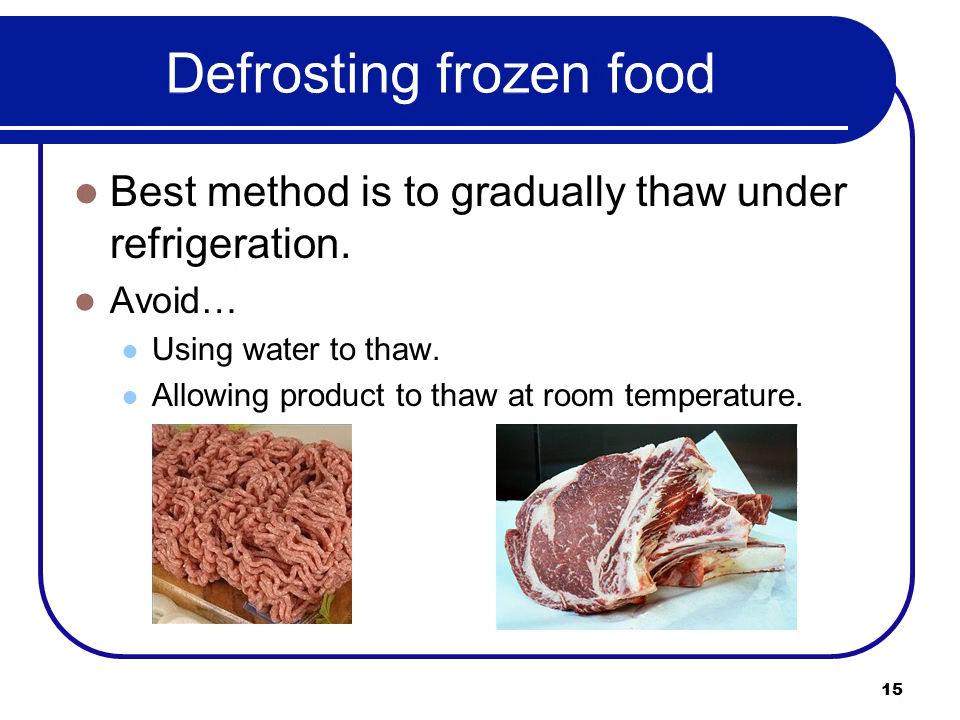 Defrosting frozen food
Best method is to gradually thaw under
refrigeration.
Avoid…
Using water to thaw.
Allowing product to thaw at room temperature.
15